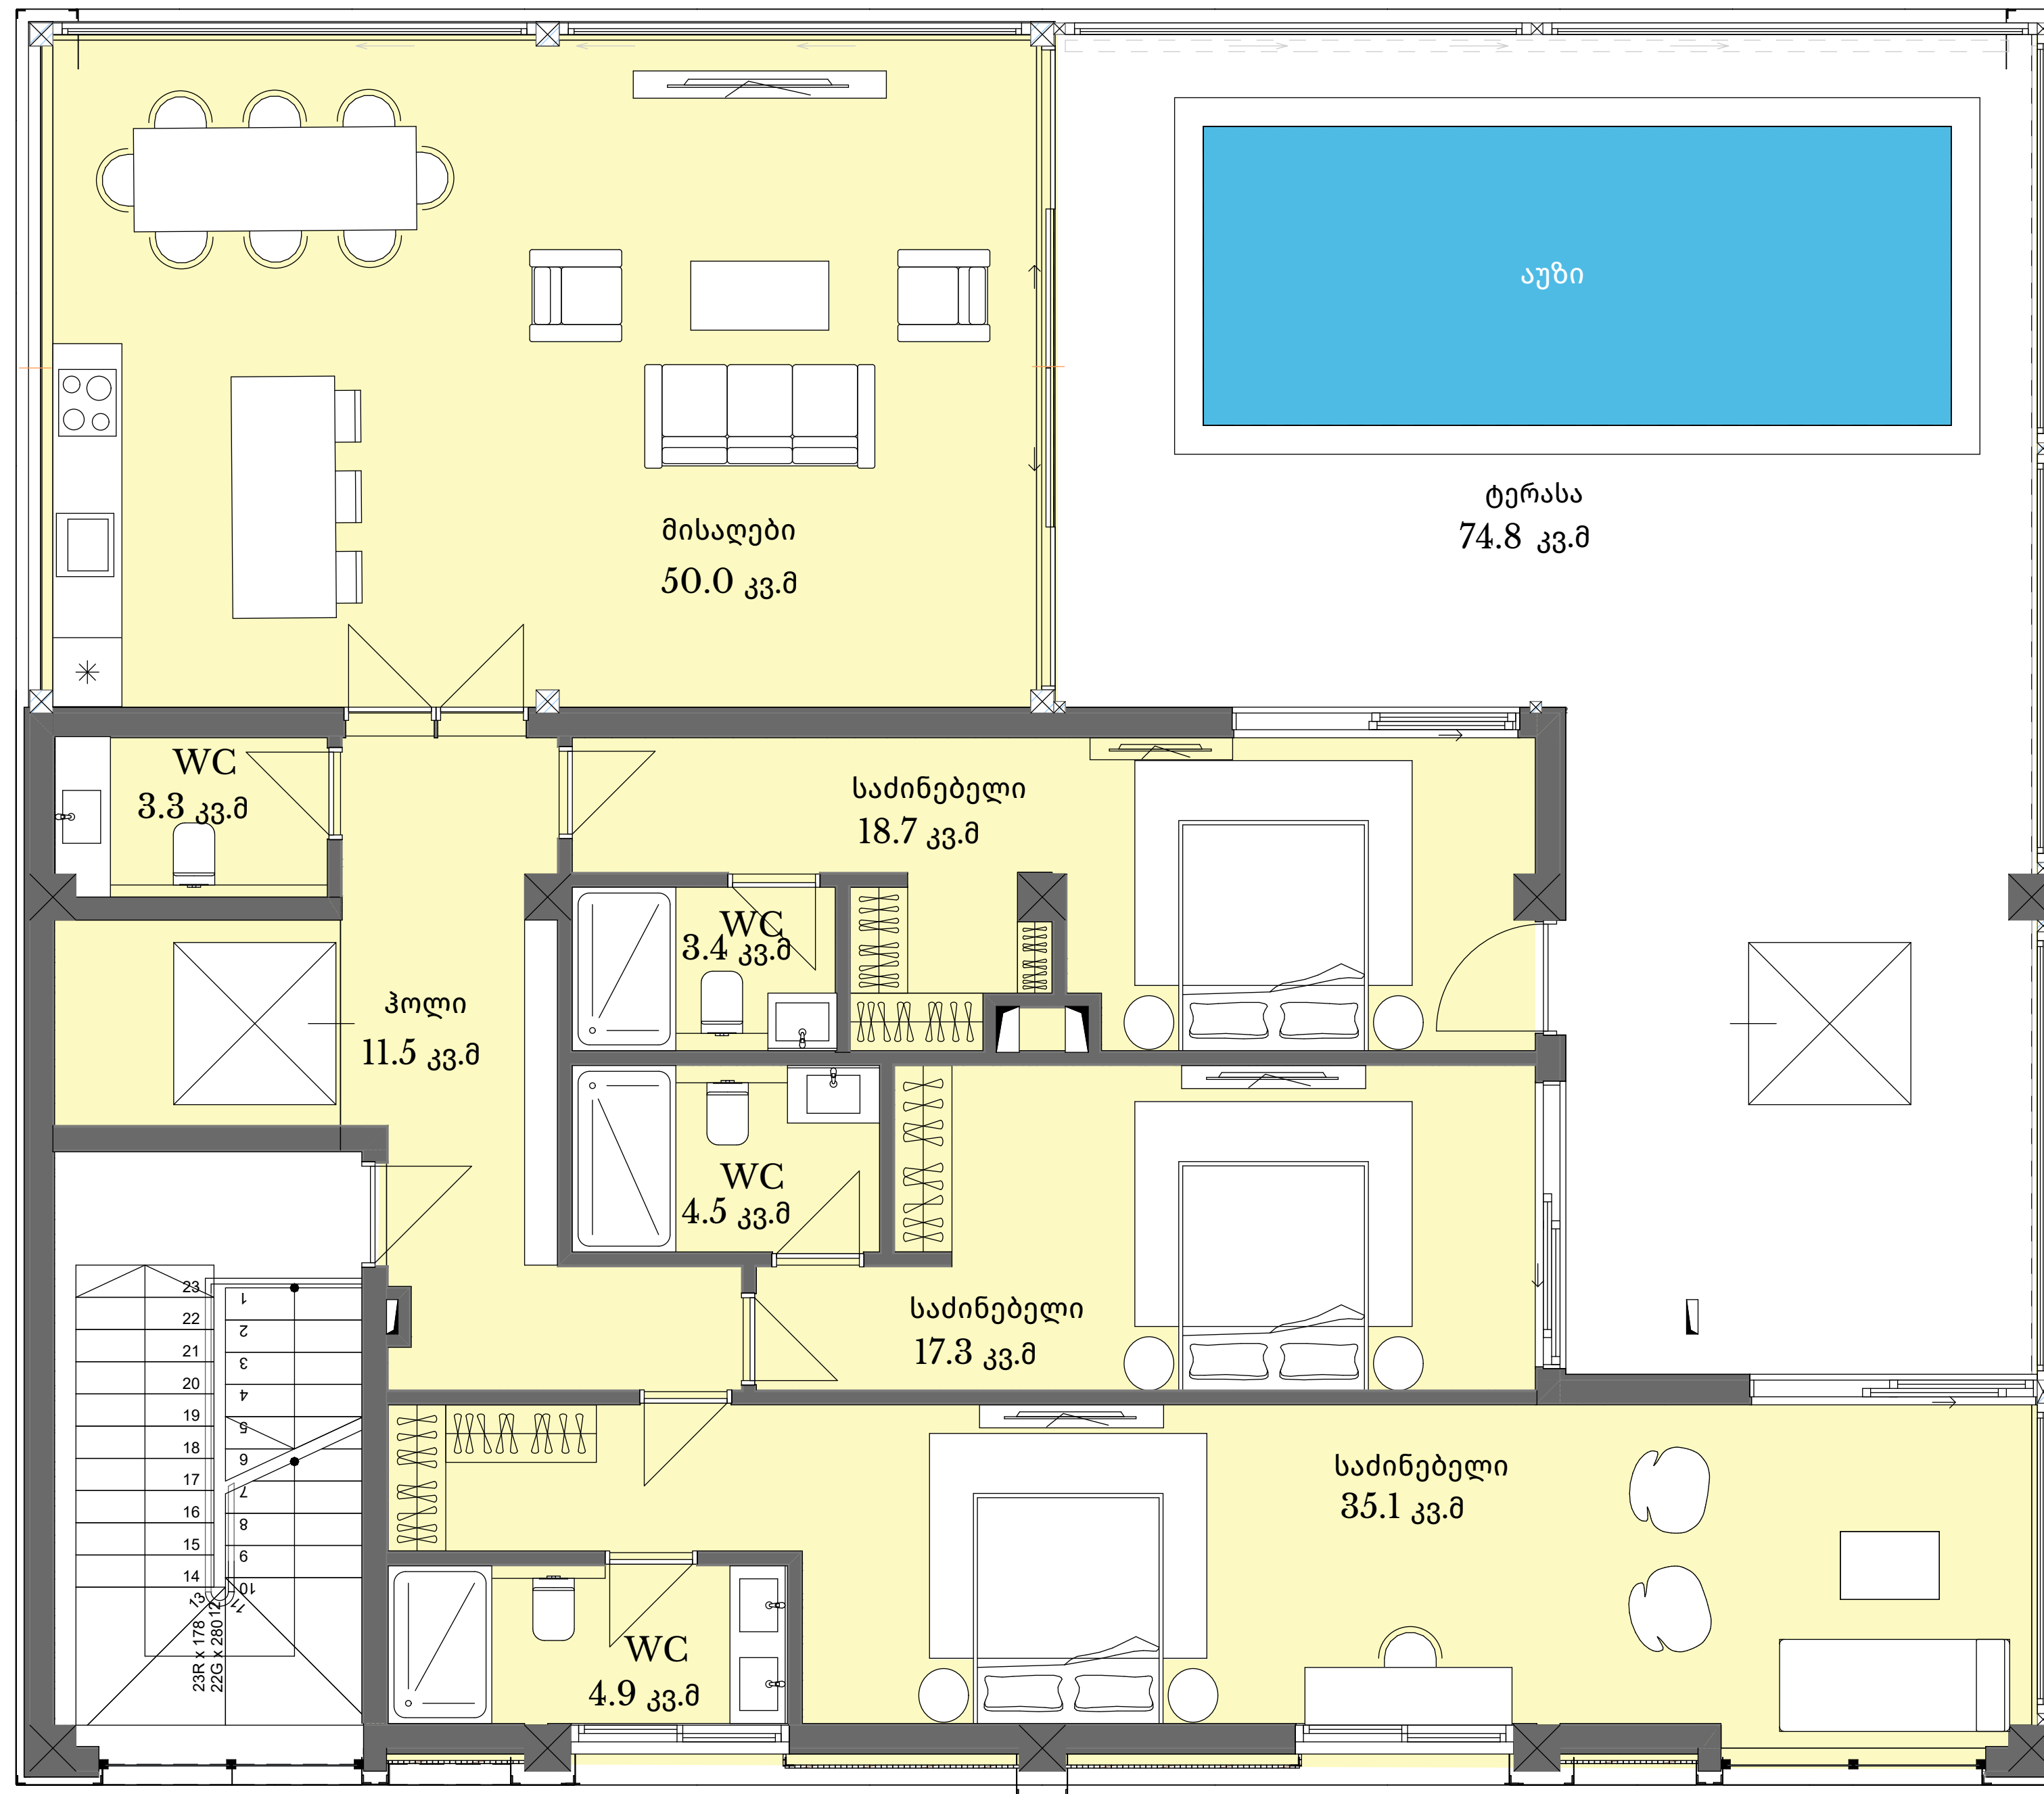 აუზი
ტერასა
74.8 კვ.მ
მისაღები
50.0 კვ.მ
WC
3.3 კვ.მ
საძინებელი
18.7 კვ.მ
WC
3.4 კვ.მ
ჰოლი
11.5 კვ.მ
WC
4.5 კვ.მ
საძინებელი
17.3 კვ.მ
საძინებელი
35.1 კვ.მ
WC
4.9 კვ.მ
23
22
21
20
19
18
17
16
15
14
13
12
11
10
9
8
7
6
5
4
3
2
1
23R x 178
22G x 280